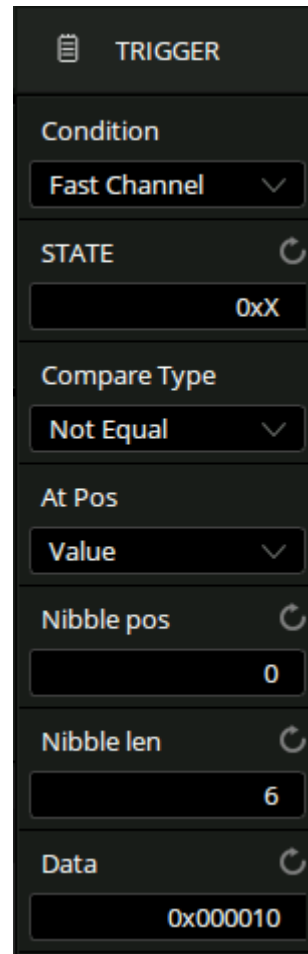 TRIGGER
Condition
Fast Channel
STATE
0xX
Compare Type
Not Equal
At Pos
Value
Nibble pos
0
Nibble len
6
Data
0x000010